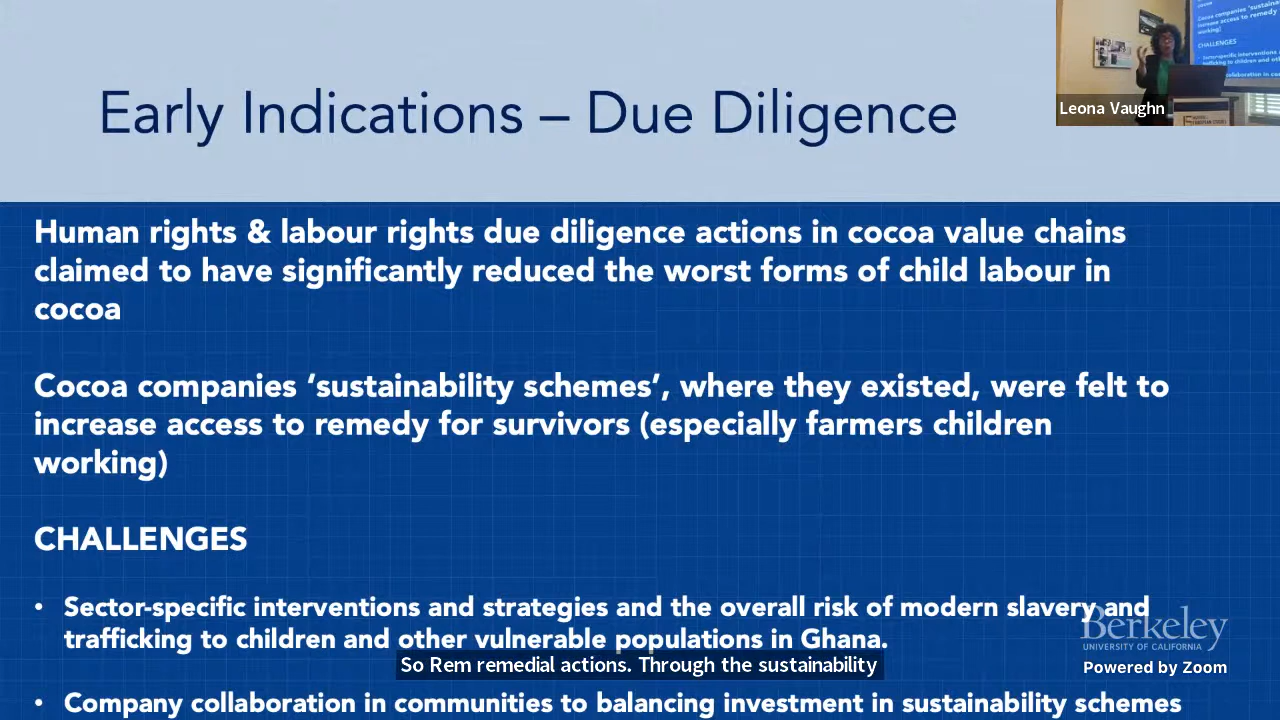 Early Indications – Due Diligence
Leona Vaughn
Human rights & labour rights due diligence actions in cocoa value chains
claimed to have significantly reduced the worst forms of child labour in
cocoa
Cocoa companies ‘sustainability schemes’, where they existed, were felt to
increase access to remedy for survivors (especially farmers children
working)
CHALLENGES
• Sector-specific interventions and strategies and the overall risk of modern slavery and
trafficking to children and other vulnerable populations in Ghana.
Berkeley
UNIVERSITY OF CALIFORNIA
Powered by Zoom
So Rem remedial actions. Through the sustainability
• Company collaboration in communities to balancing investment in sustainability schemes